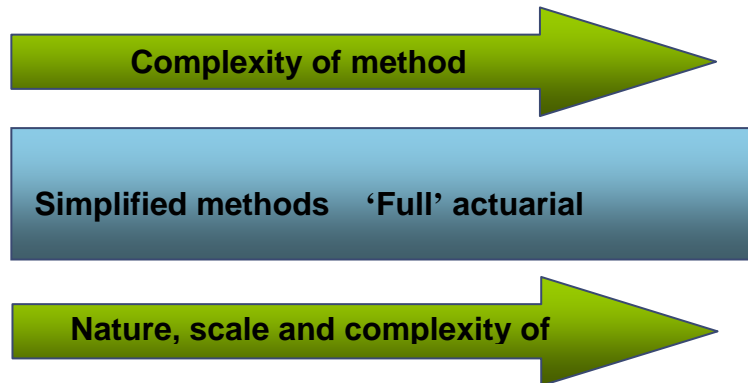 Complexity of method
Simplified methods ‘Full’ actuarial
Nature, scale and complexity of